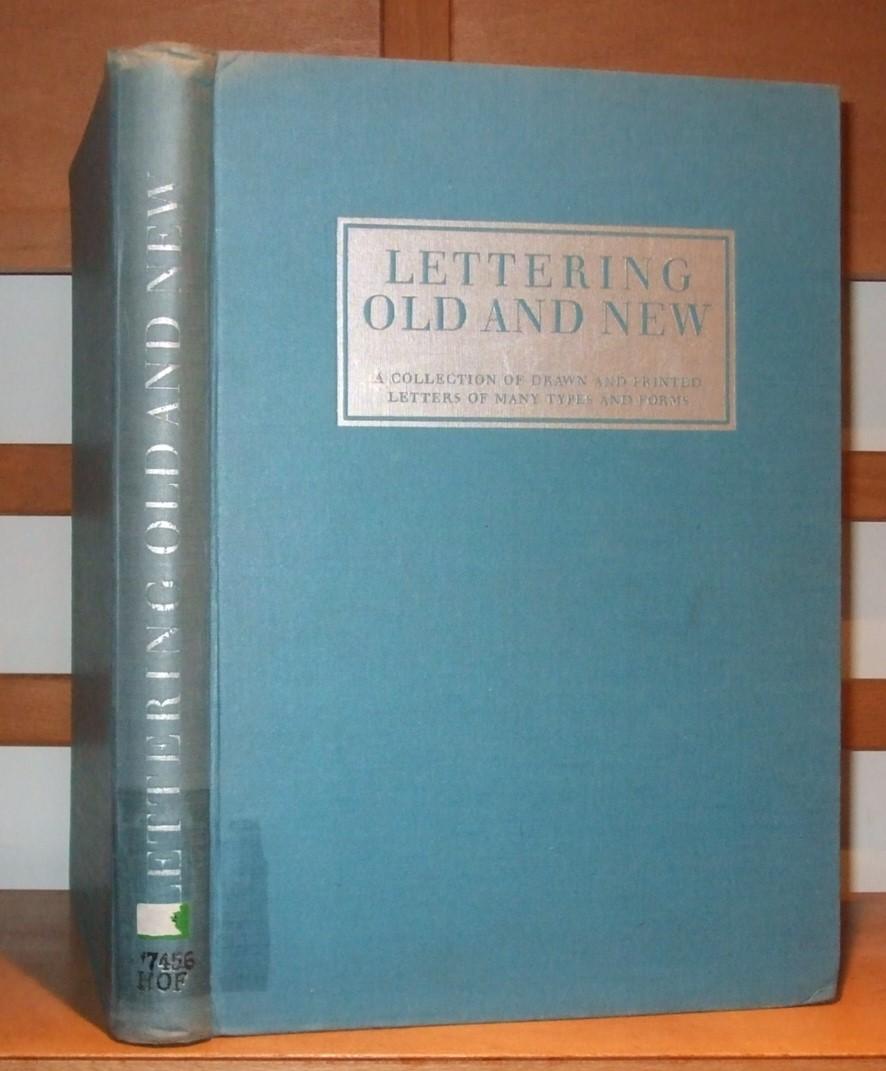 LETTERING OLD AND NEW
7456
HOF
LETTERING
OLD AND NEW
A COLLECTION OF DRAWN AND PRINTED
LETTERS OF MANY TYPES AND FORMS